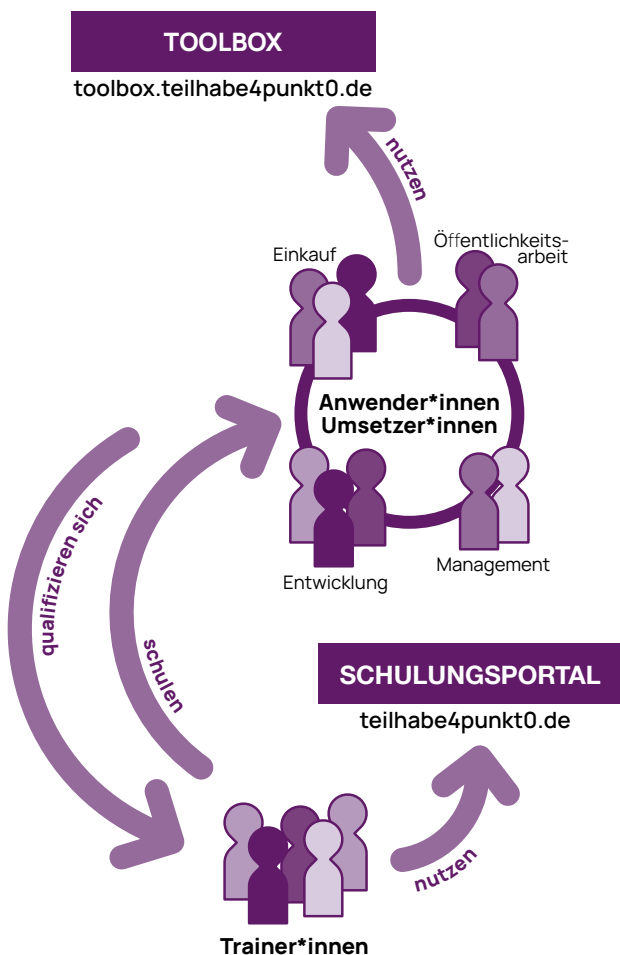 TOOLBOX
toolbox.teilhabe4punkt0.de
nutzen
Einkauf
Öffentlichkeits-
arbeit
Anwender*innen
Umsetzer*innen
Entwicklung
Management
qualifizieren sich
schulen
SCHULUNGSPORTAL
teilhabe4punkt0.de
nutzen
Trainer*innen